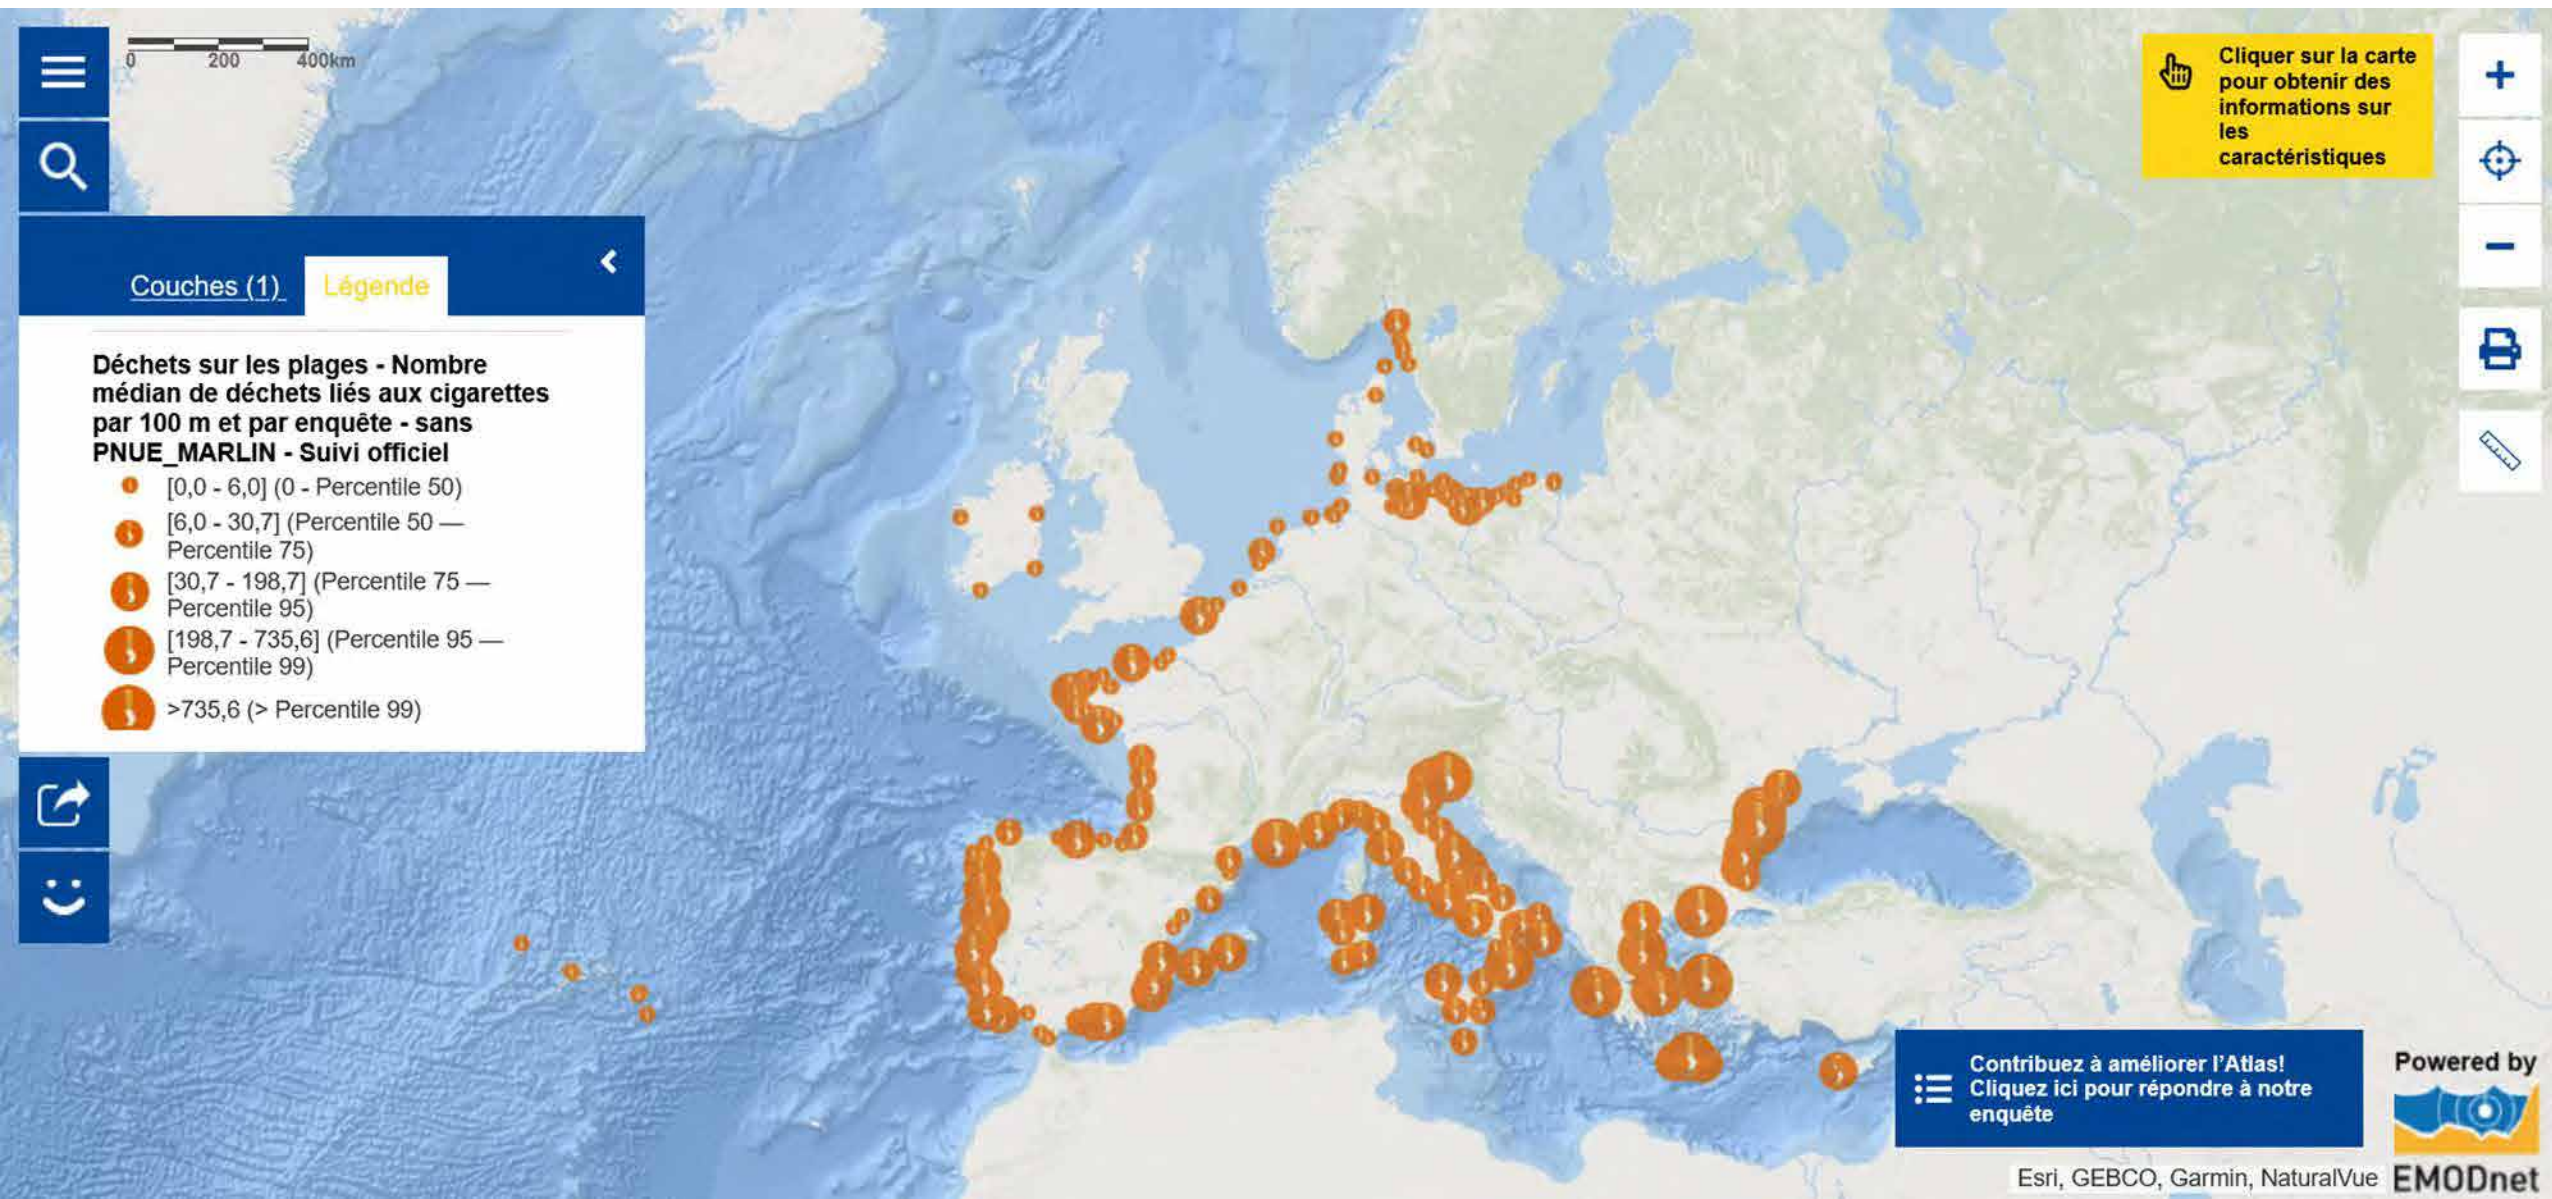 0 200 400km
Cliquer sur la carte
pour obtenir des
informations sur
les
caractéristiques
Couches (1)
Légende
Déchets sur les plages - Nombre
médian de déchets liés aux cigarettes
par 100 m et par enquête - sans
PNUE_MARLIN - Suivi officiel
[0,0 - 6,0] (0 - Percentile 50)
[6,0 - 30,7] (Percentile 50 —
Percentile 75)
[30,7 - 198,7] (Percentile 75 —
Percentile 95)
[198,7 - 735,6] (Percentile 95 —
Percentile 99)
>735,6 (> Percentile 99)
Contribuez à améliorer l'Atlas!
Cliquez ici pour répondre à notre
enquête
Powered by
EMODnet
Esri, GEBCO, Garmin, NaturalVue